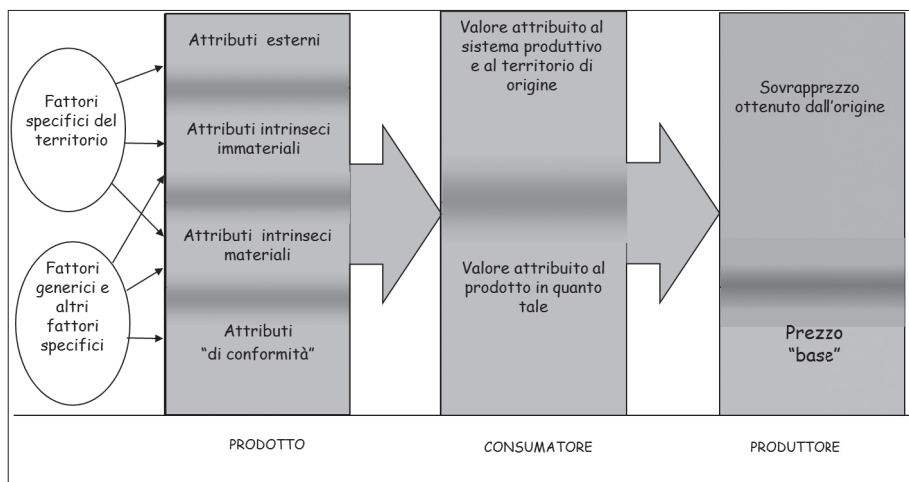 Fattori
specifici del
territorio
Fattori
generici e
altri
fattori
specifici
Attributi esterni
Attributi intrinseci
immateriali
Attributi intrinseci
materiali
Attributi
“di conformità”
Valore attribuito al
sistema produttivo
e al territorio di
origine
Valore attribuito al
prodotto in quanto
tale
Sovrapprezzo
ottenuto dall’origine
Prezzo
“base”
PRODOTTO
CONSUMATORE
PRODUTTORE